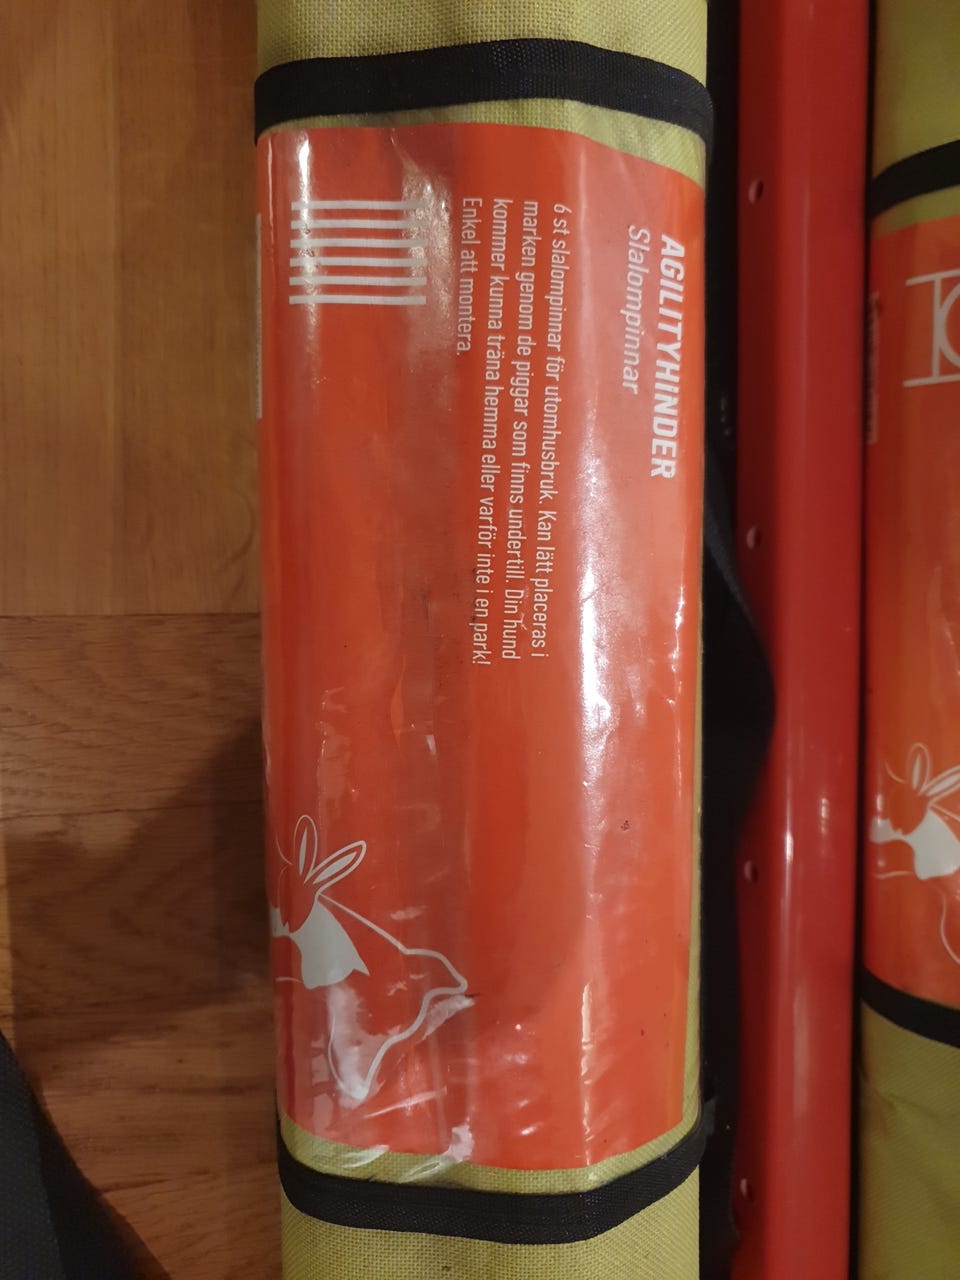 AGILITYHINDER
Slalompinnar
6 st slalompinnar för utomhusbruk. Kan lätt placeras i
marken genom de piggar som finns undertill. Din hund
kommer kunna träna hemma eller varför inte i en park!
Enkel att montera.